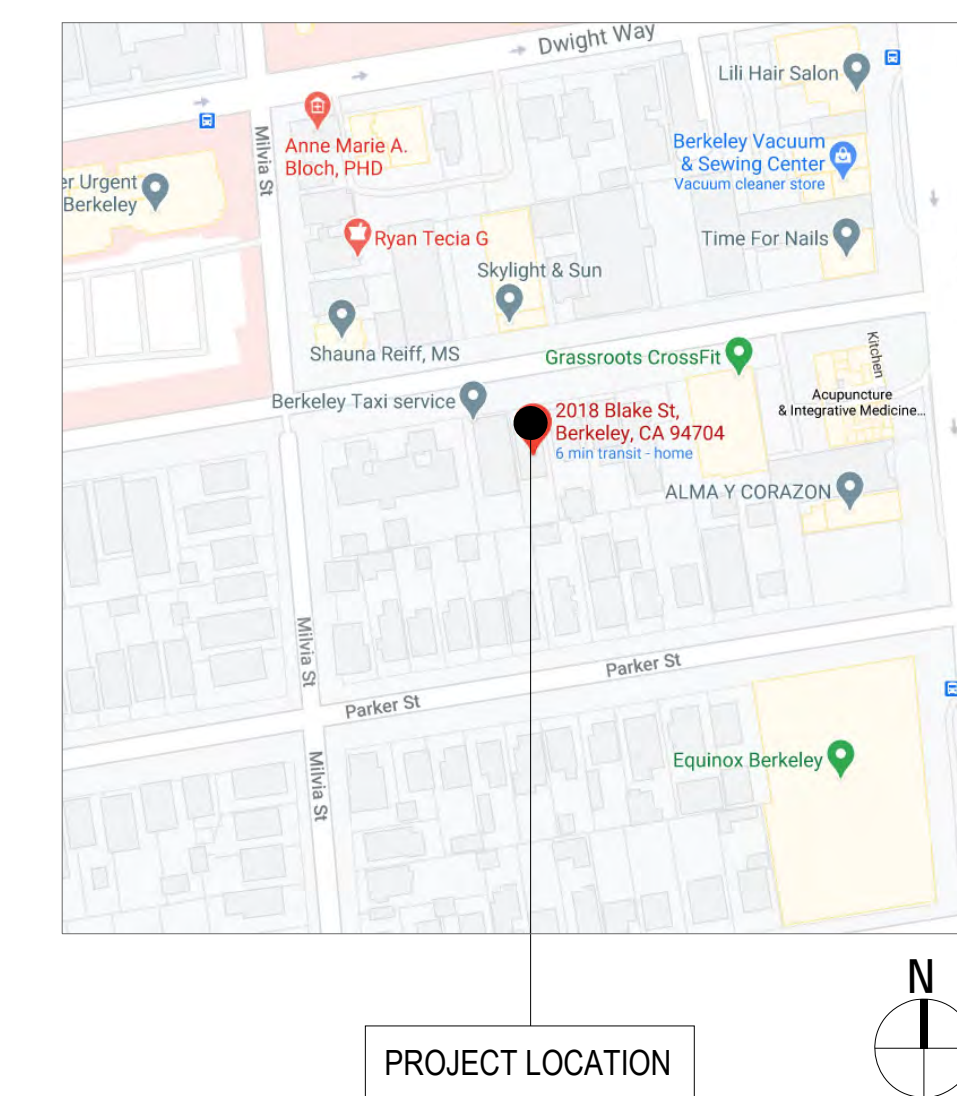 Dwight Way
Lili Hair Salon
Milvia St
Anne Marie A.
Bloch, PHD
Berkeley Vacuum
& Sewing Center
Vacuum cleaner store
er Urgent
Berkeley
Ryan Tecia G
Time For Nails
Skylight & Sun
Shauna Reiff, MS
Grassroots CrossFit
Kitchen
Berkeley Taxi service
Acupuncture
& Integrative Medicine...
2018 Blake St,
Berkeley, CA 94704
6 min transit - home
ALMA Y CORAZON
Milvia St
Parker St
Parker St
Milvia St
Equinox Berkeley
N
PROJECT LOCATION